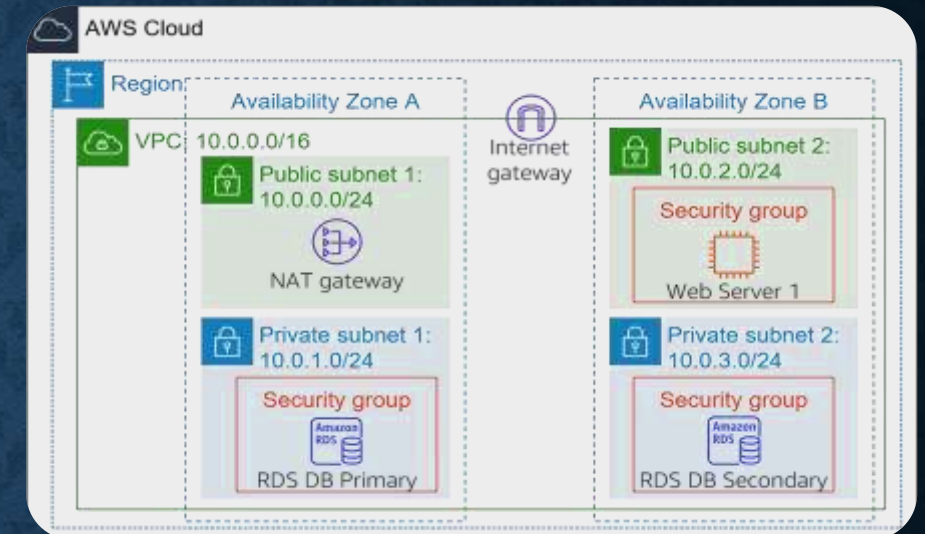 AWS Cloud
Region
Availability Zone A
Availability Zone B
VPC 10.0.0.0/16
Internet
gateway
Public subnet 1:
10.0.0.0/24
NAT gateway
Public subnet 2:
10.0.2.0/24
Security group
Web Server 1
Private subnet 1:
10.0.1.0/24
Security group
Amazon
RDS
RDS DB Primary
Private subnet 2:
10.0.3.0/24
Security group
Amazon
RDS
RDS DB Secondary